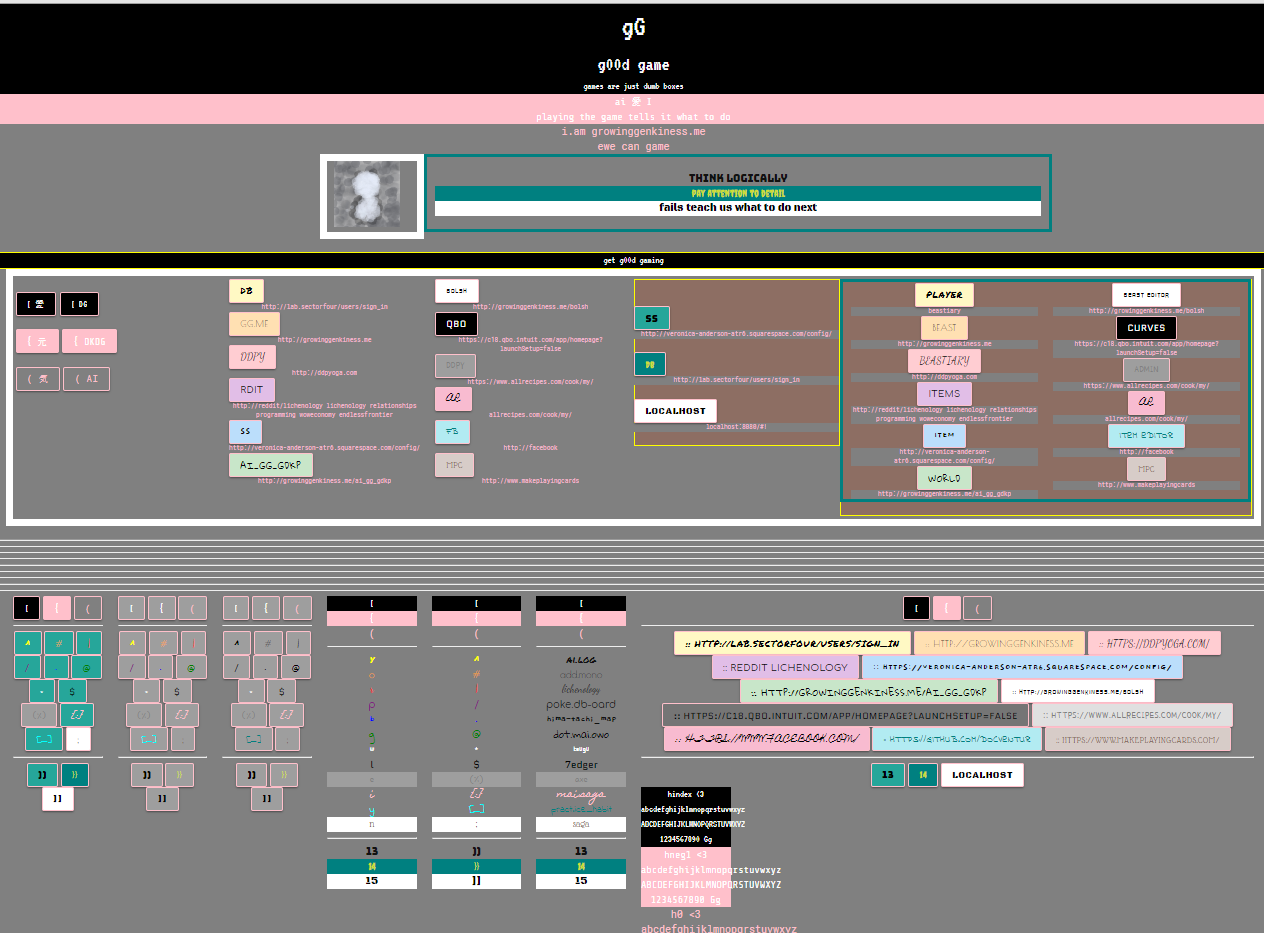 gG
g00d game
games are just dumb boxes
ai 愛 I
playing the game tells it what to do
i.am growinggenkiness.me
ewe can game
THINK LOGICALLY
PAY ATTENTION TO DETAIL
fails teach us what to do next
get g00d gaming
[ 愛
[ DG
{ 元
{ GKDG
( 気
( AI
DB
http://lab.sectorfour/users/sign_in
GG.ME
http://growinggenkiness.me
DDPY
http://ddpyoga.com
RDIT
http://reddit/lichenology lichenology relationships
programming woweconomy endlessfrontier
SS
http://veronica-anderson-atr6.squarespace.com/config/
AI_GG_GDKP
http://growinggenkiness.me/ai_gg_gdkp
BOLSH
http://growinggenkiness.me/bolsh
QBO
https://c18.qbo.intuit.com/app/homepage?
launchSetup=false
DDPY
https://www.allrecipes.com/cook/my/
AR
allrecipes.com/cook/my/
FB
http://facebook
MPC
http://www.makeplayingcards
SS
http://veronica-anderson-atr6.squarespace.com/config/
DB
http://lab.sectorfour/users/sign_in
LOCALHOST
localhost:8080/#!
PLAYER
beastiary
BEAST
http://growinggenkiness.me
BEASTIARY
http://ddpyoga.com
ITEMS
http://reddit/lichenology lichenology relationships
programming woweconomy endlessfrontier
ITEM
http://veronica-anderson-
atr6.squarespace.com/config/
WORLD
http://growinggenkiness.me/ai_gg_gdkp
BEAST EDITOR
http://growinggenkiness.me/bolsh
CURVES
https://c18.qbo.intuit.com/app/homepage?
launchSetup=false
ADMIN
https://www.allrecipes.com/cook/my/
AR
allrecipes.com/cook/my/
ITEM EDITOR
http://facebook
MPC
http://www.makeplayingcards
[ { (
^ # |
/ . @
* $
(%) {_}
[_] ;
}} ))
]]
[ { (
^ # |
/ . @
* $
(%) {_}
[_] ;
}} ))
]]
[ { (
^ # |
/ . @
* $
(%) {_}
[_] ;
}} ))
]]
[
{
(
y
o
i
p
b
g
w
l
e
i
y
n
13
14
15
[
{
(
^
#
|
/
.
@
*
$
(%)
{_}
[_]
;
}}
))
]]
[
{
(
ALLOG
odd.mono
lichenology
poke.db-oard
hima-tachi_map
dot.mai.owo
7edger
maisaga
practice_habit
saga
13
14
15
[ { (
:: HTTP://LAB.SECTORFOUR/USERS/SIGN_IN
:: HTTP://GROWINGGENKINESS.ME
:: HTTPS://DDPYOGA.COM/
:: REDDIT LICHENOLOGY
:: HTTPS://VERONICA-ANDERSON-ATR6.SQUARESPACE.COM/CONFIG/
:: HTTP://GROWINGGENKINESS.ME/AI_GG_GDKP
:: HTTP://GROWINGGENKINESS.ME/BOLSH
:: HTTPS://C18.QBO.INTUIT.COM/APP/HOMEPAGE?LAUNCHSETUP=FALSE
:: HTTPS://WWW.ALLRECIPES.COM/COOK/MY/
:: HTTPS://WWW.FACEBOOK.COM/
:: HTTPS://GITHUB.COM/DOCVENTUR
:: HTTPS://WWW.MAKEPLAYINGCARDS.COM/
13
14
LOCALHOST
hindex <3
abcdefghijklmnopqrstuvwxyz
ABCDEFGHIJKLMNOPQRSTUVWXYZ
1234567890 Gg
hneg1 <3
abcdefghijklmnopqrstuvwxyz
ABCDEFGHIJKLMNOPQRSTUVWXYZ
1234567890 Gg
h0 <3
abcdefghijklmnopqrstuvwxyz